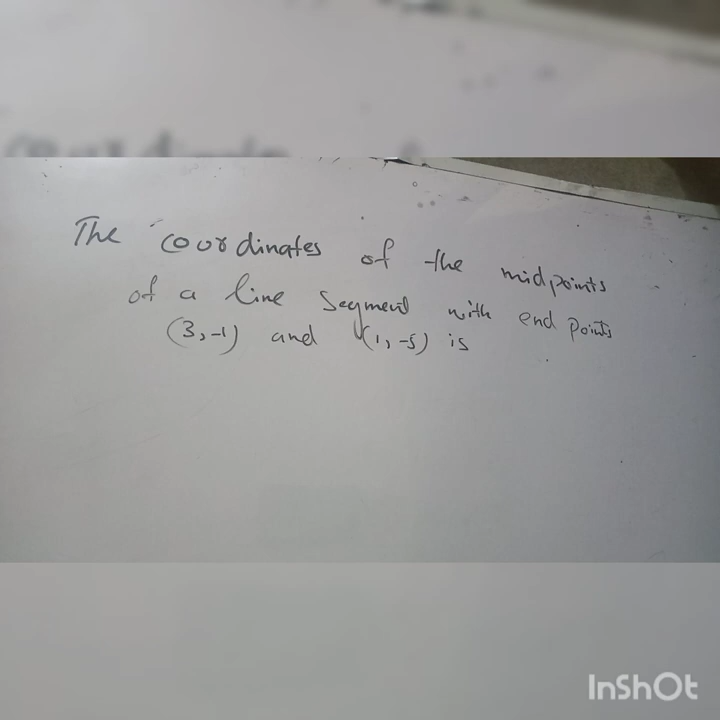 The coordinates of the midpoints
of a line segment with end points
(3,-1) and (1,-5) is
InShOt